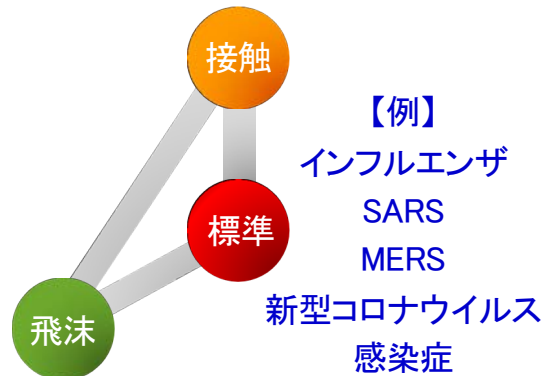 接触
標準
飛沫
【例】
インフルエンザ
SARS
MERS
新型コロナウイルス
感染症